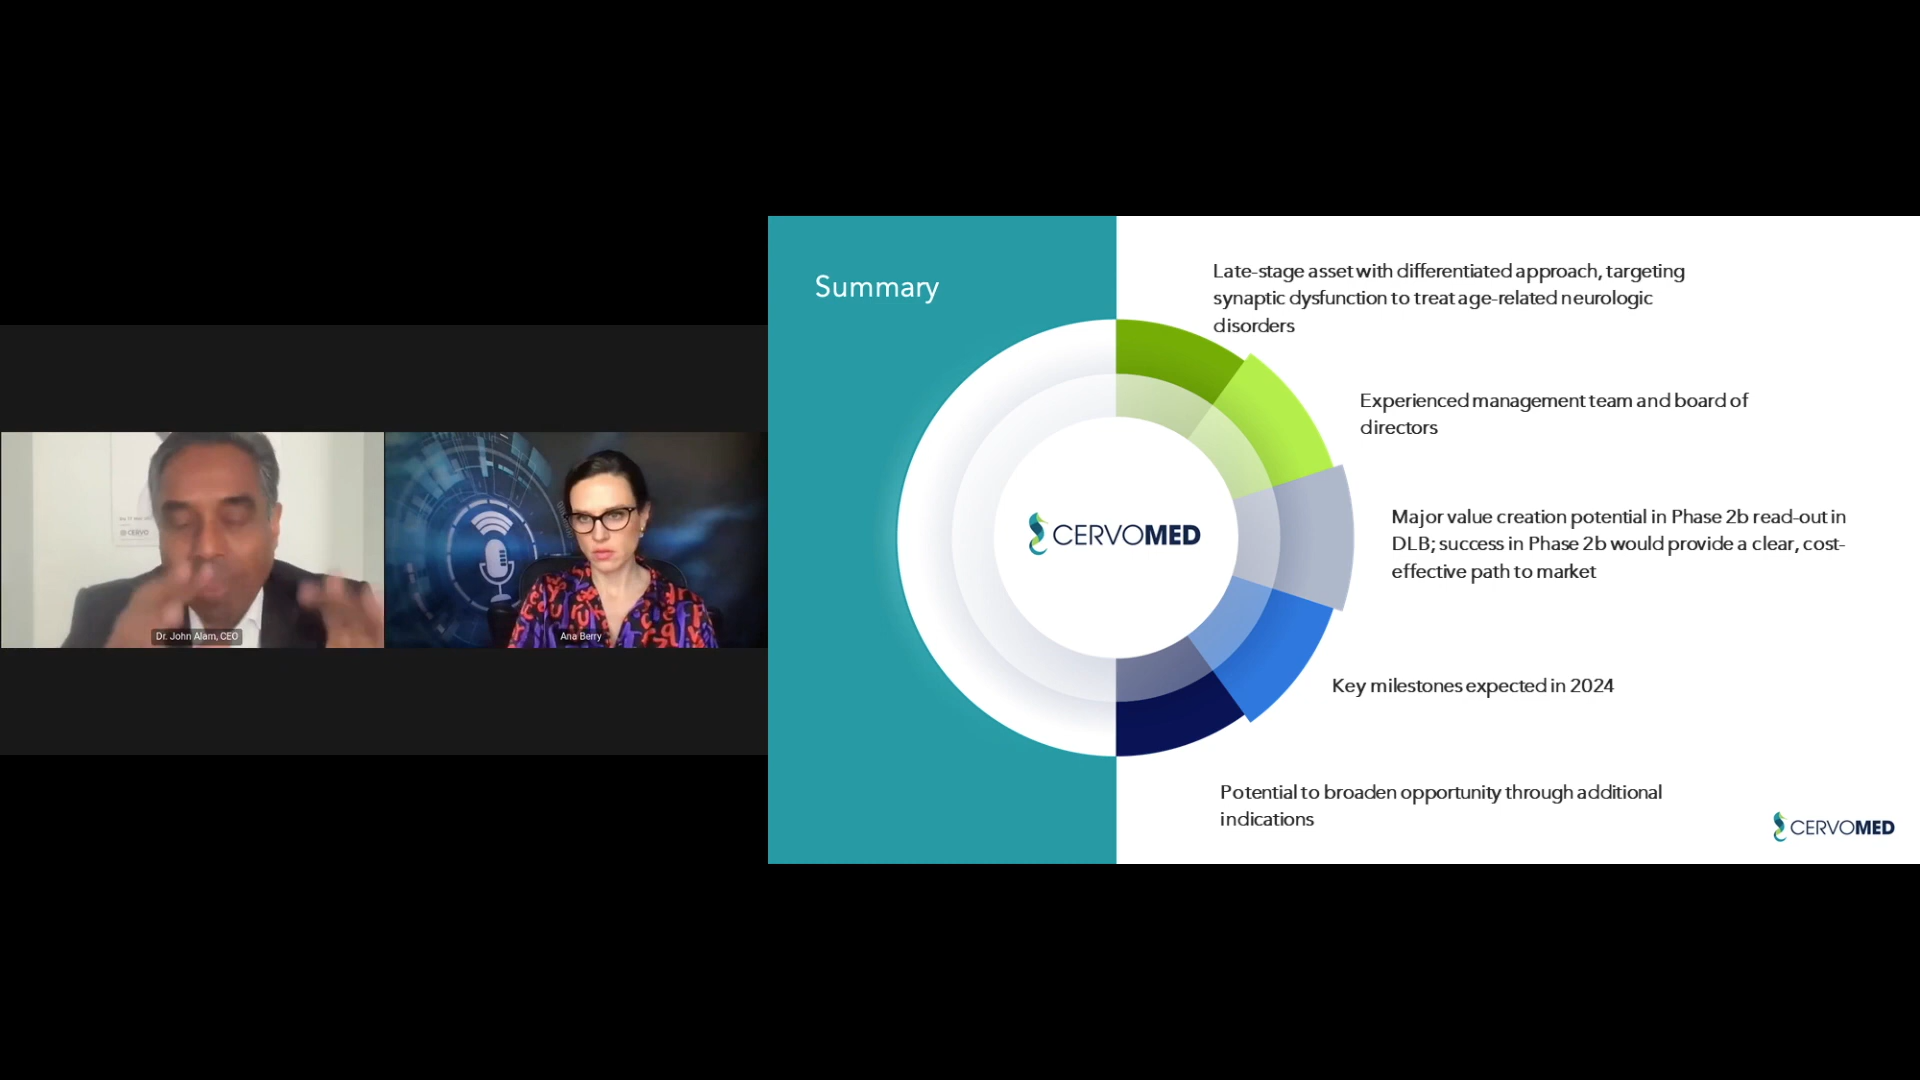 Summary
Late-stage asset with differentiated approach, targeting
synaptic dysfunction to treat age-related neurologic
disorders
Experienced management team and board of
directors
CERVOMED
Major value creation potential in Phase 2b read-out in
DLB; success in Phase 2b would provide a clear, cost-
effective path to market
Key milestones expected in 2024
Potential to broaden opportunity through additional
indications
CERVOMED
CERVO
Dr. John Alam, CEO
Ana Berry